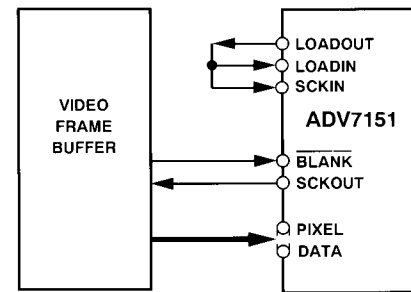 VIDEO
FRAME
BUFFER
LOADOUT
LOADIN
SCKIN
ADV7151
BLANK
SCKOUT
PIXEL
DATA